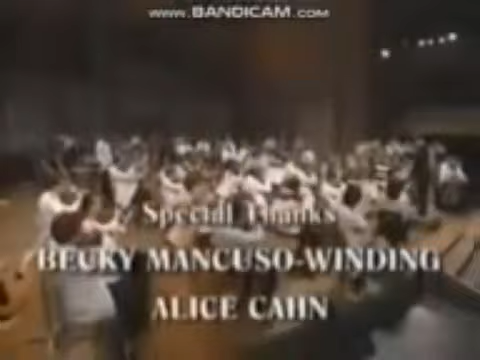 www.BANDICAM.com
Special Thanks
BECKY MANCUSO-WINDING
ALICE CAHN